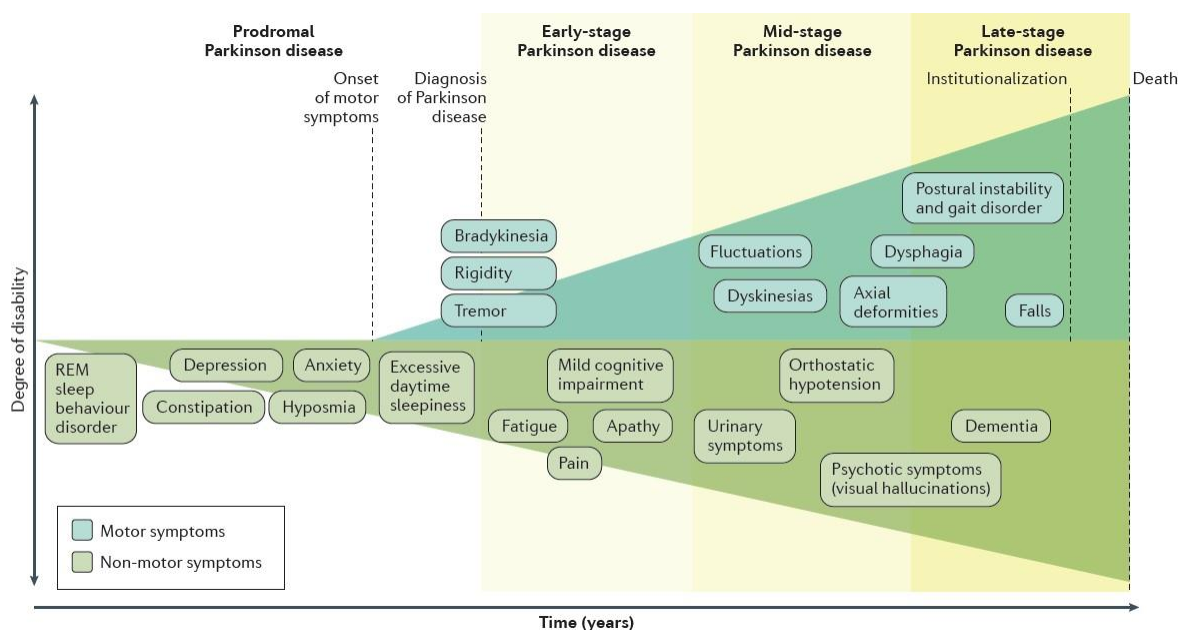 Prodromal
Parkinson disease
Early-stage
Parkinson disease
Mid-stage
Parkinson disease
Late-stage
Parkinson disease
Onset
of motor
symptoms
Diagnosis
of Parkinson
disease
Institutionalization
Death
Degree of disability
Bradykinesia
Rigidity
Tremor
Fluctuations
Dyskinesias
Postural instability
and gait disorder
Dysphagia
Axial
deformities
Falls
REM
sleep
behaviour
disorder
Depression
Anxiety
Constipation
Hyposmia
Excessive
daytime
sleepiness
Mild cognitive
impairment
Fatigue
Apathy
Pain
Orthostatic
hypotension
Urinary
symptoms
Dementia
Psychotic symptoms
(visual hallucinations)
Motor symptoms
Non-motor symptoms
Time (years)